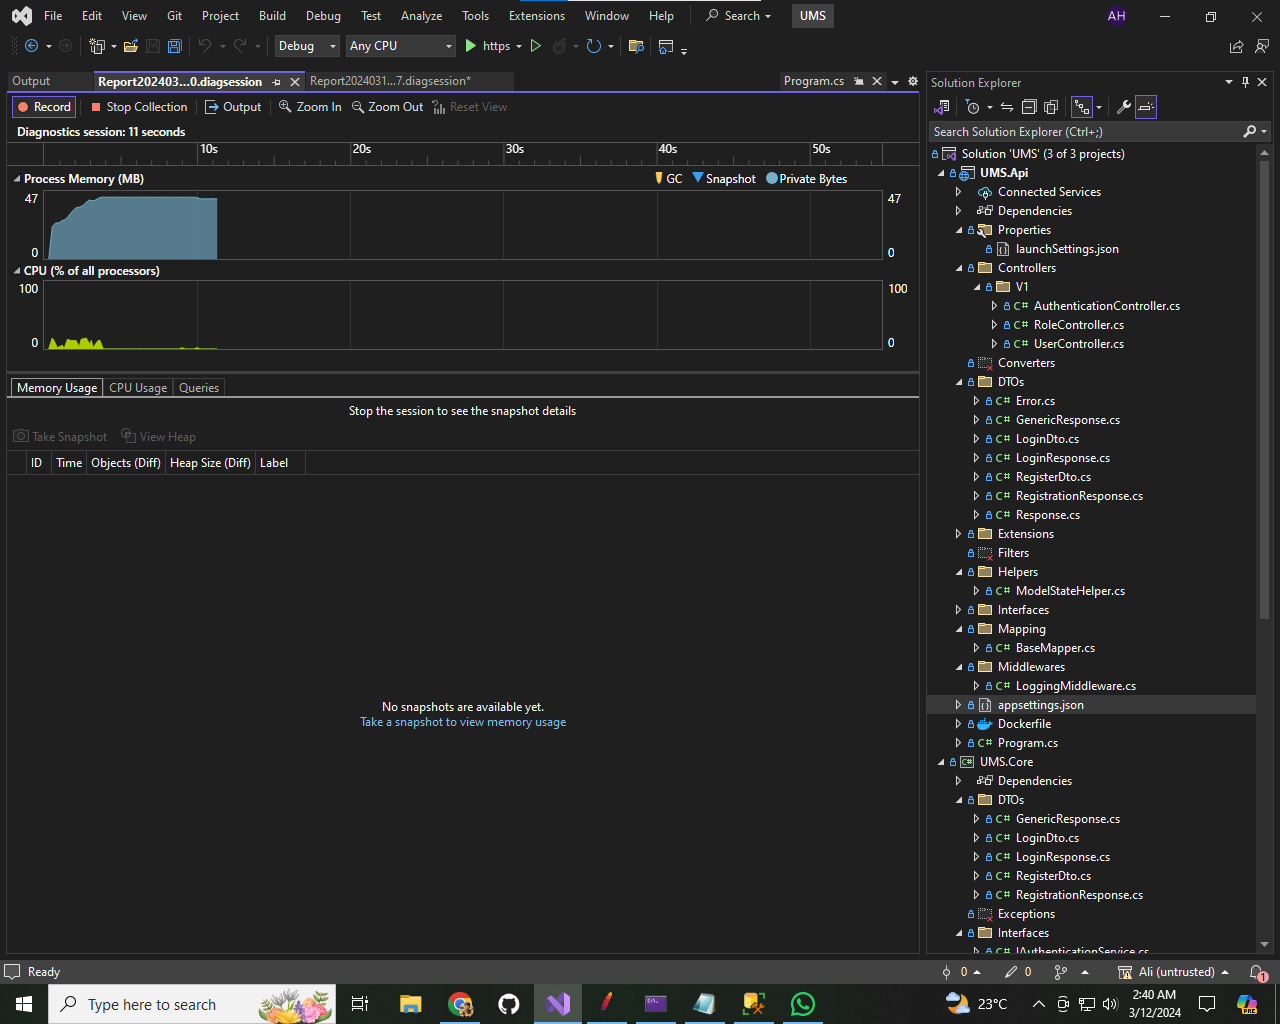 File Edit View Git Project Build Debug Test Analyze Tools Extensions Window Help Search UMS AH
Debug Any CPU https
Output Report202403...0.diagsession Report2024031...7.diagsession* Program.cs
Record Stop Collection Output Zoom In Zoom Out Reset View
Diagnostics session: 11 seconds
10s 20s 30s 40s 50s
Process Memory (MB) GC Snapshot Private Bytes
47 47
0 0
CPU (% of all processors)
100 100
0 0
Memory Usage CPU Usage Queries
Stop the session to see the snapshot details
Take Snapshot View Heap
ID Time Objects (Diff) Heap Size (Diff) Label
No snapshots are available yet.
Take a snapshot to view memory usage
Solution Explorer
Search Solution Explorer (Ctrl+;)
Solution 'UMS' (3 of 3 projects)
UMS.Api
Connected Services
Dependencies
Properties
launchSettings.json
Controllers
V1
C# AuthenticationController.cs
C# RoleController.cs
C# UserController.cs
Converters
DTOs
C# Error.cs
C# GenericResponse.cs
C# LoginDto.cs
C# LoginResponse.cs
C# RegisterDto.cs
C# RegistrationResponse.cs
C# Response.cs
Extensions
Filters
Helpers
C# ModelStateHelper.cs
Interfaces
Mapping
C# BaseMapper.cs
Middlewares
C# LoggingMiddleware.cs
appsettings.json
Dockerfile
C# Program.cs
C# UMS.Core
Dependencies
DTOs
C# GenericResponse.cs
C# LoginDto.cs
C# LoginResponse.cs
C# RegisterDto.cs
C# RegistrationResponse.cs
Exceptions
Interfaces
C# IAuthenticationService.cs
Ready 0 0 Ali (untrusted) 1
Type here to search 23°C 2:40 AM
3/12/2024
PRE